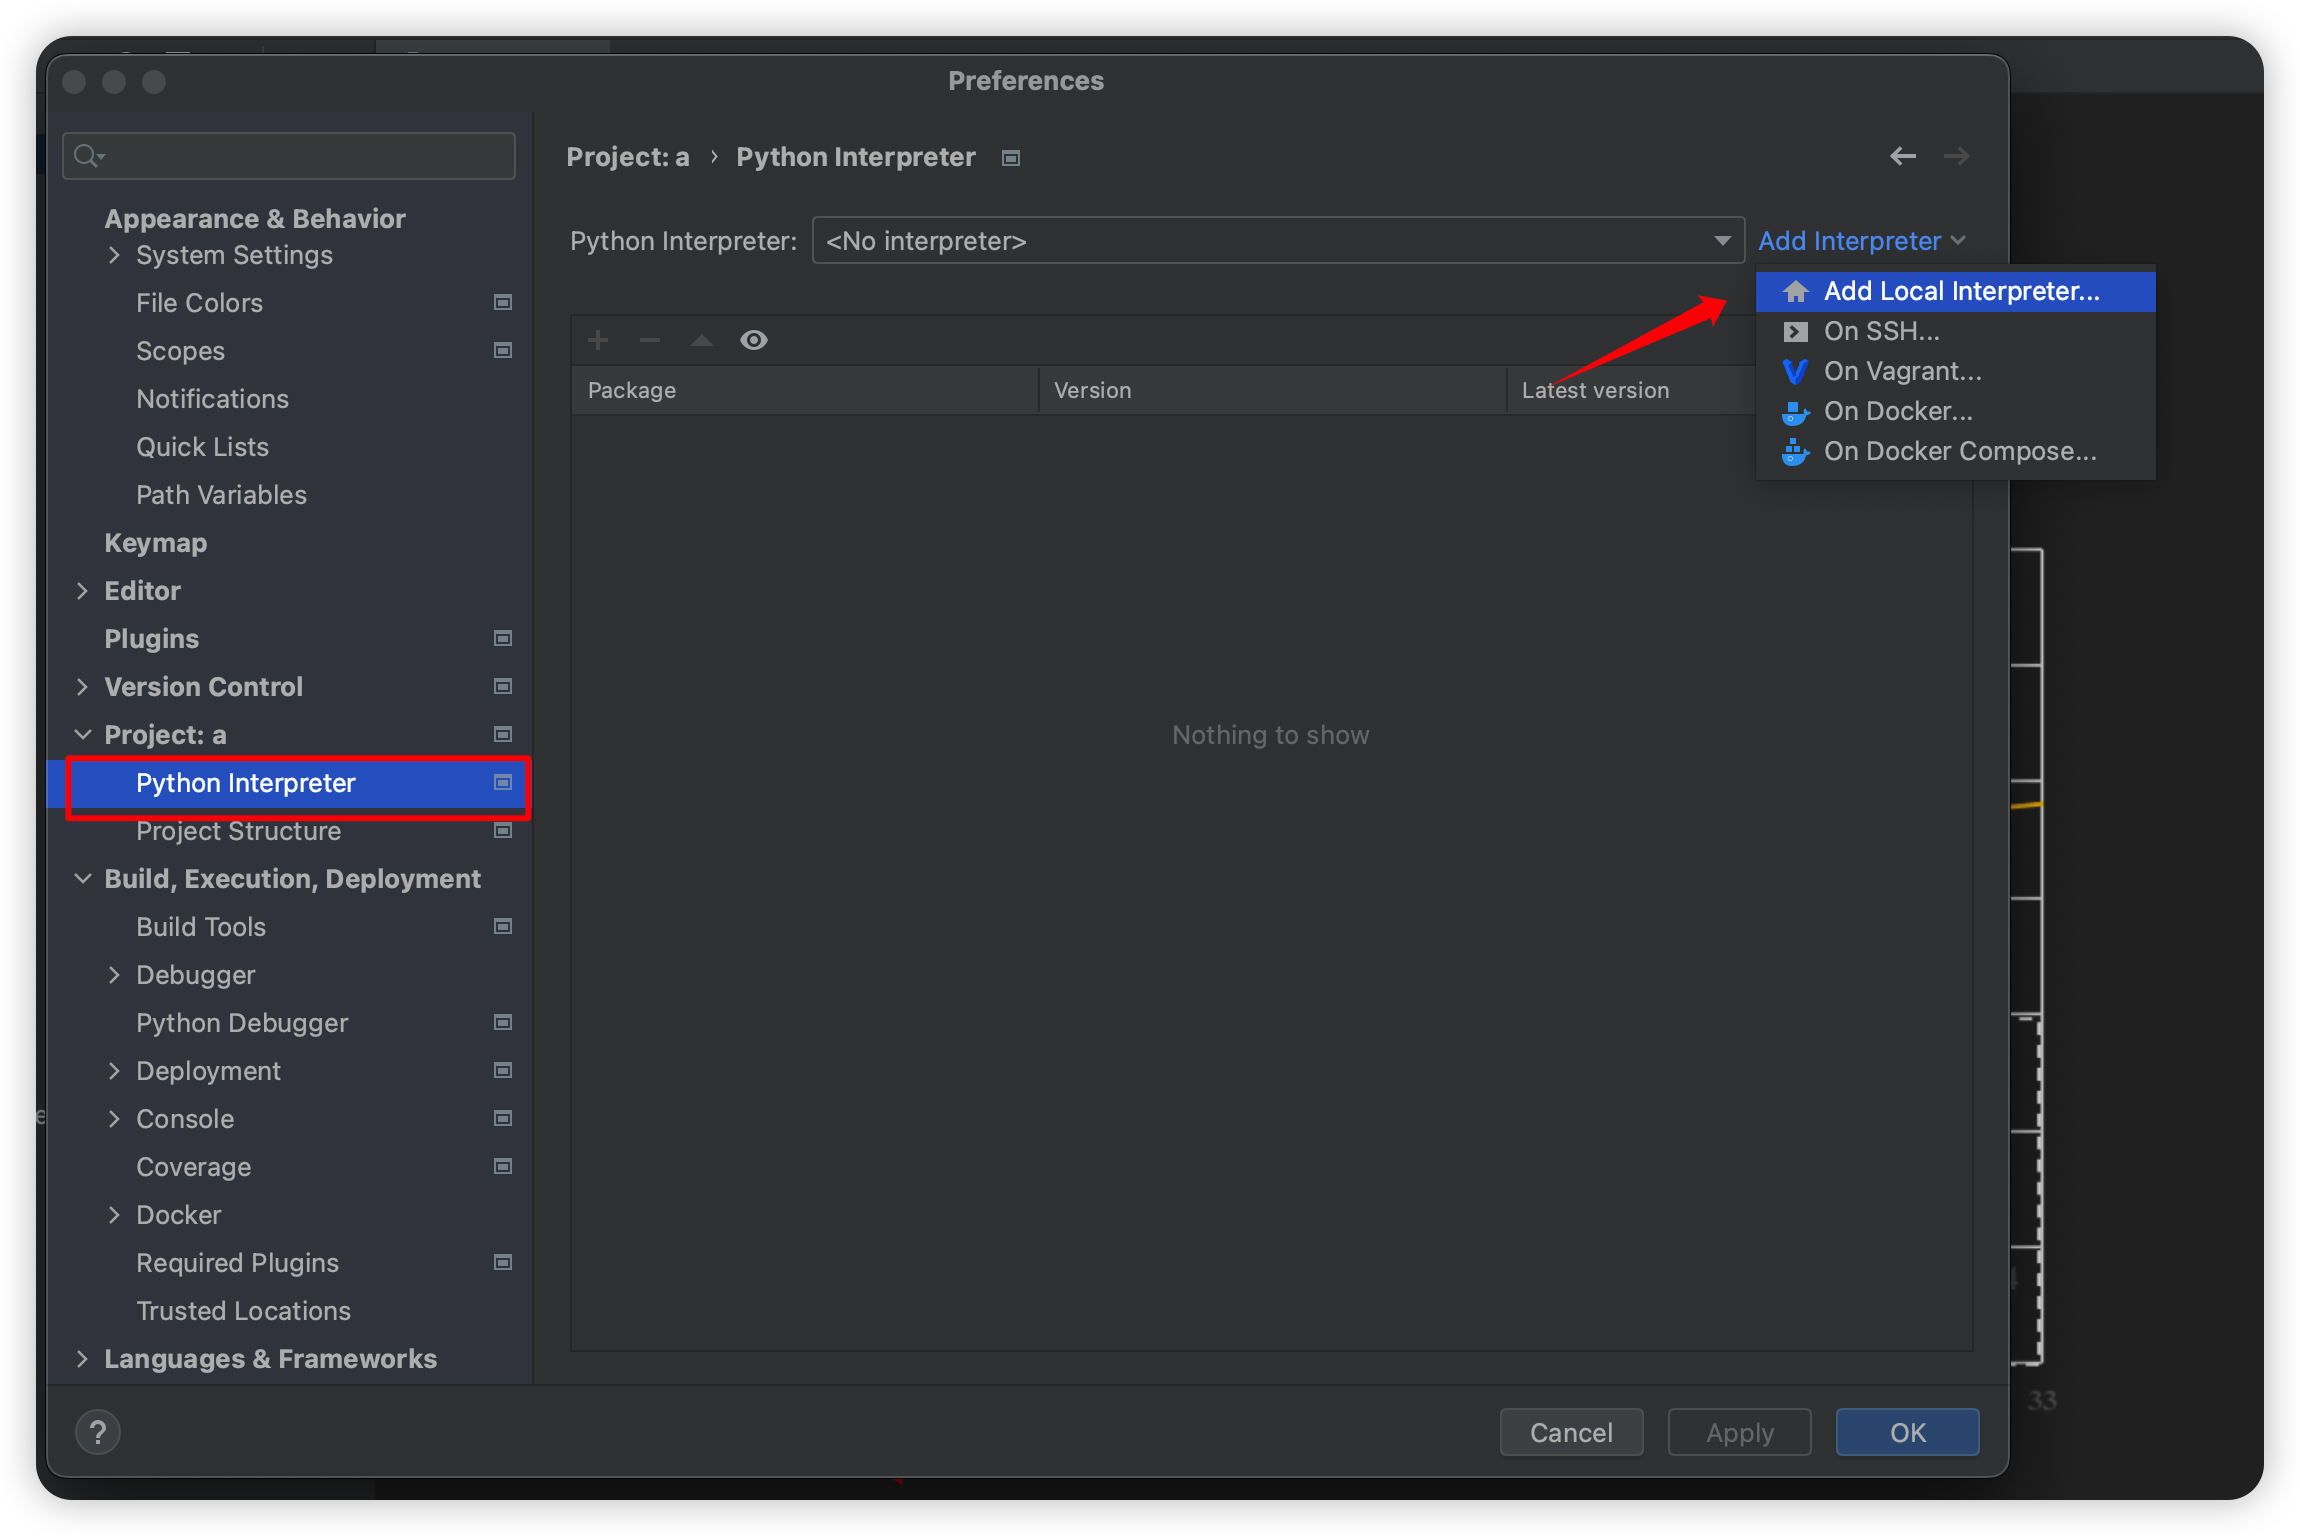 Preferences
Project: a › Python Interpreter
Python Interpreter: <No interpreter> Add Interpreter
Add Local Interpreter...
On SSH...
On Vagrant...
On Docker...
On Docker Compose...
Package Version Latest version
Nothing to show
Appearance & Behavior
System Settings
File Colors
Scopes
Notifications
Quick Lists
Path Variables
Keymap
Editor
Plugins
Version Control
Project: a
Python Interpreter
Project Structure
Build, Execution, Deployment
Build Tools
Debugger
Python Debugger
Deployment
Console
Coverage
Docker
Required Plugins
Trusted Locations
Languages & Frameworks
?
Cancel Apply OK
33